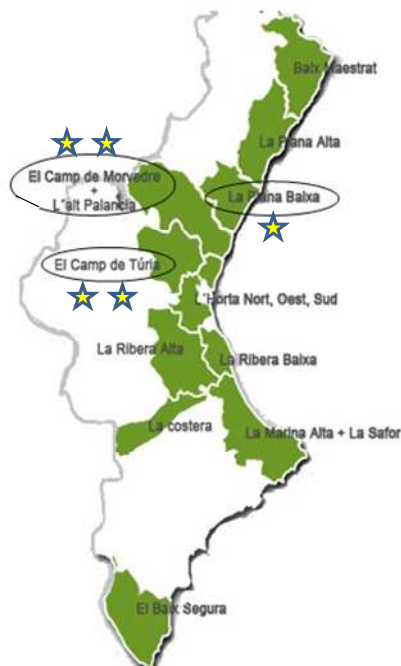 Baix Maestrat
La Plana Alta
El Camp de Morvedre
+
L'alt Palancia
La Plana Baixa
El Camp de Túria
L'Horta Nort, Oest, Sud
La Ribera Alta
La Ribera Baixa
La costera
La Marina Alta + La Safor
El Baix Segura